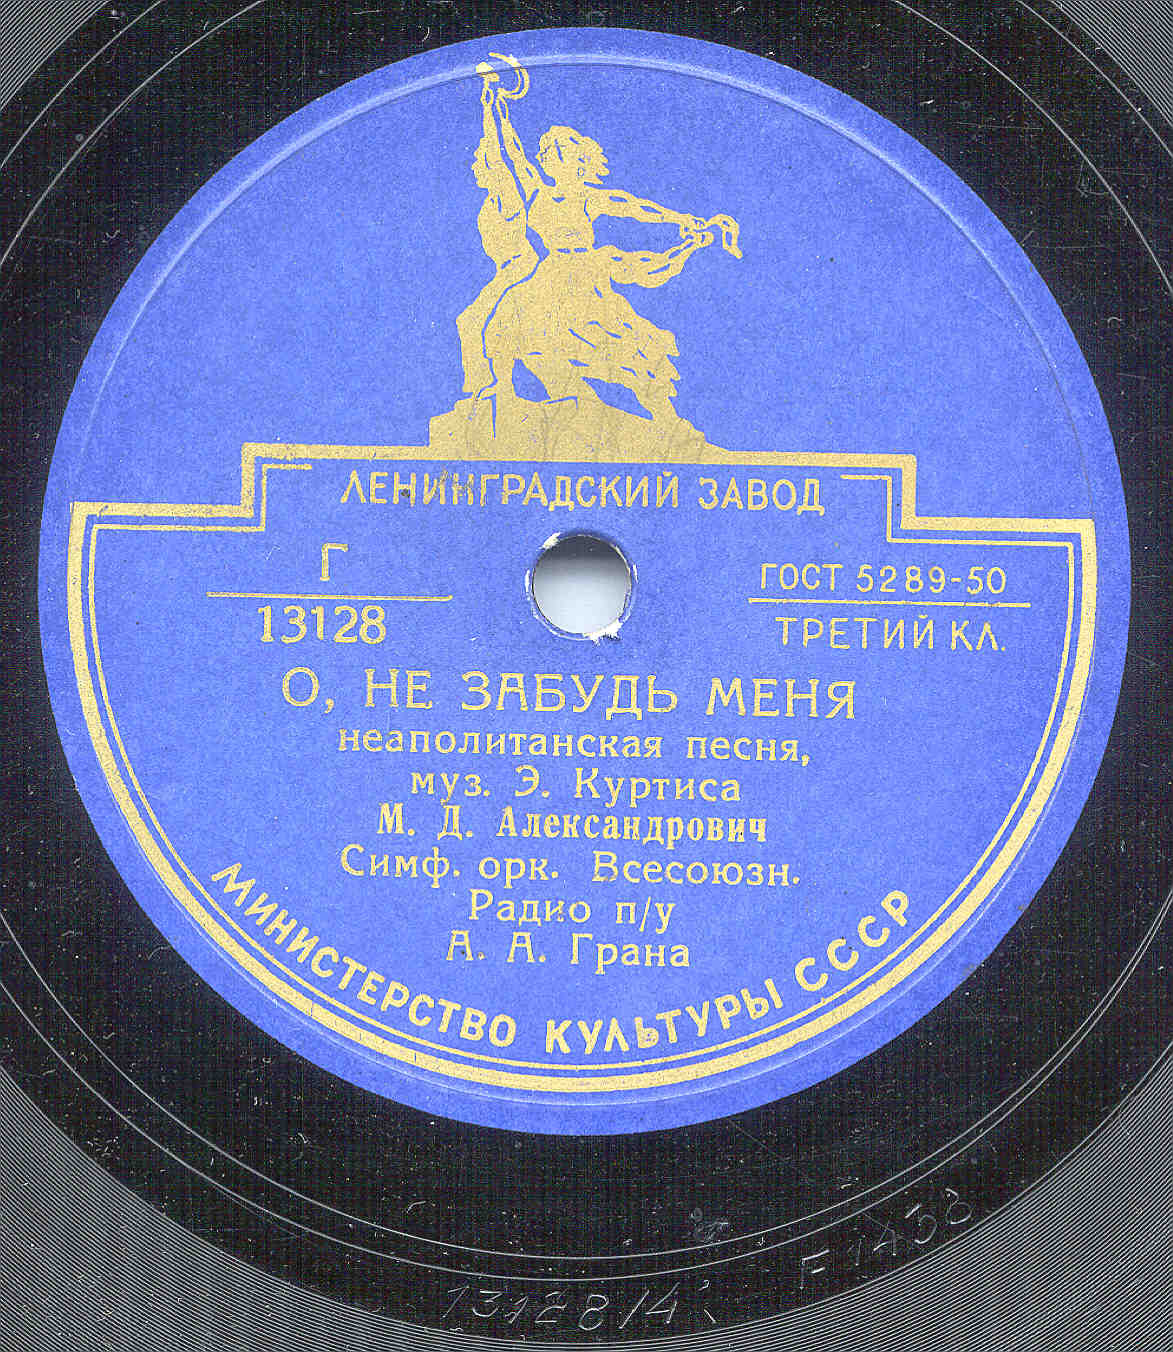 ЛЕНИНГРАДСКИЙ ЗАВОД
Г
13128
ГОСТ 5289-50
ТРЕТИЙ КЛ.
О, НЕ ЗАБУДЬ МЕНЯ
неаполитанская песня,
муз. Э. Куртиса
М. Д. Александрович
Симф. орк. Всесоюзн.
Радио п/у
А. А. Грана
МИНИСТЕРСТВО КУЛЬТУРЫ СССР
13128/4